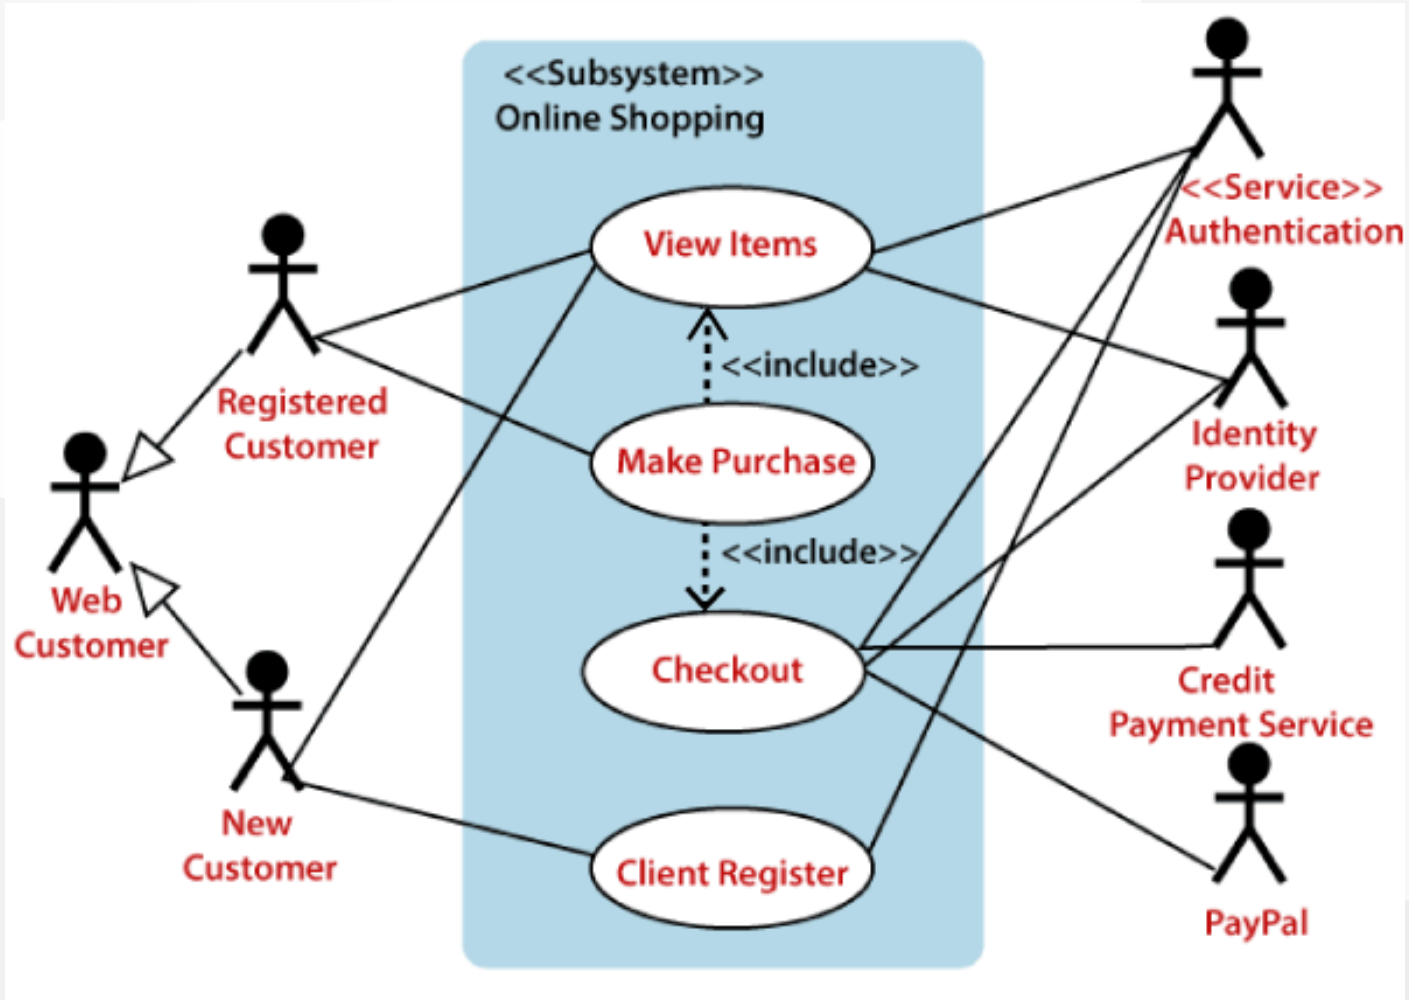 <<Subsystem>>
Online Shopping
View Items
<<include>>
Make Purchase
<<include>>
Checkout
Client Register
Registered
Customer
Web
Customer
New
Customer
<<Service>>
Authentication
Identity
Provider
Credit
Payment Service
PayPal